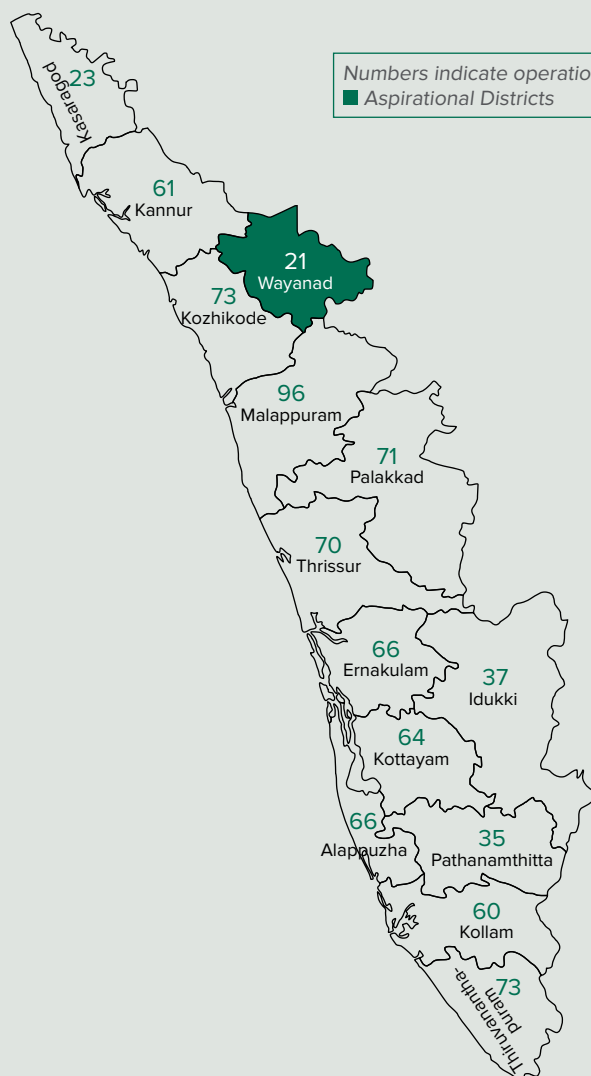 Numbers indicate operatio
Aspirational Districts
23
Kasaragod
61
Kannur
21
Wayanad
73
Kozhikode
96
Malappuram
71
Palakkad
70
Thrissur
66
Ernakulam
37
Idukki
64
Kottayam
66
Alappuzha
35
Pathanamthitta
60
Kollam
73
Thiruvanantha-
puram